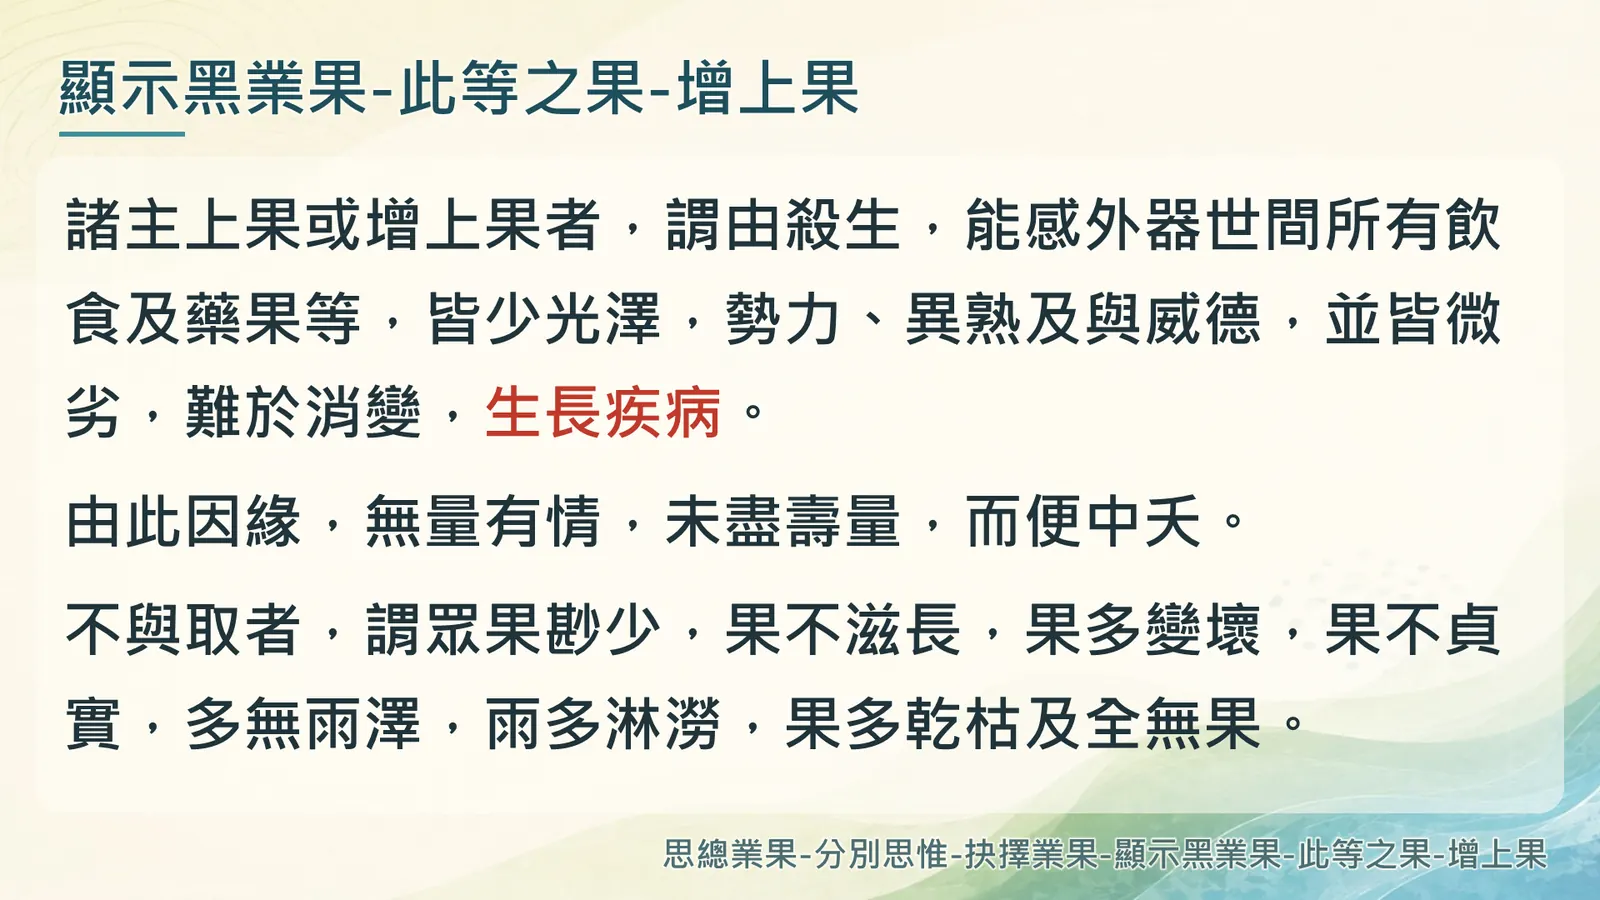 顯示黑業果-此等之果-增上果
諸主上果或增上果者，謂由殺生，能感外器世間所有飲
食及藥果等，皆少光澤，勢力、異熟及與威德，並皆微
劣，難於消變，生長疾病。
由此因緣，無量有情，未盡壽量，而便中夭。
不與取者，謂眾果尠少，果不滋長，果多變壞，果不貞
實，多無雨澤，雨多淋澇，果多乾枯及全無果。
思總業果-分別思惟-抉擇業果-顯示黑業果-此等之果-增上果